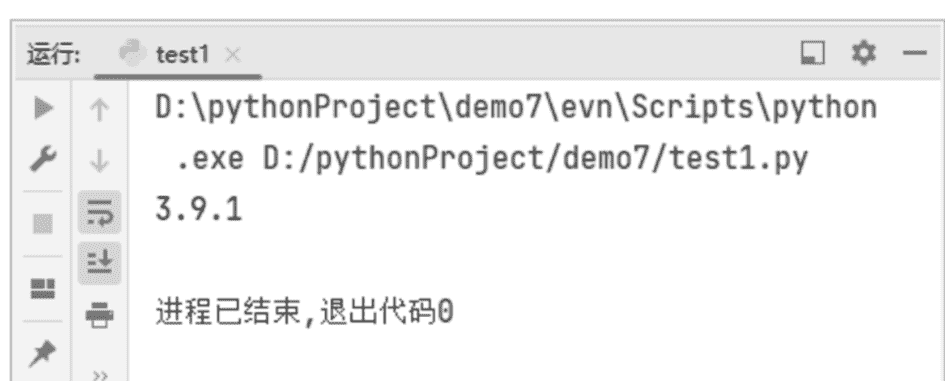 运行: test1
D:\pythonProject\demo7\evn\Scripts\python
.exe D:/pythonProject/demo7/test1.py
3.9.1
进程已结束,退出代码0